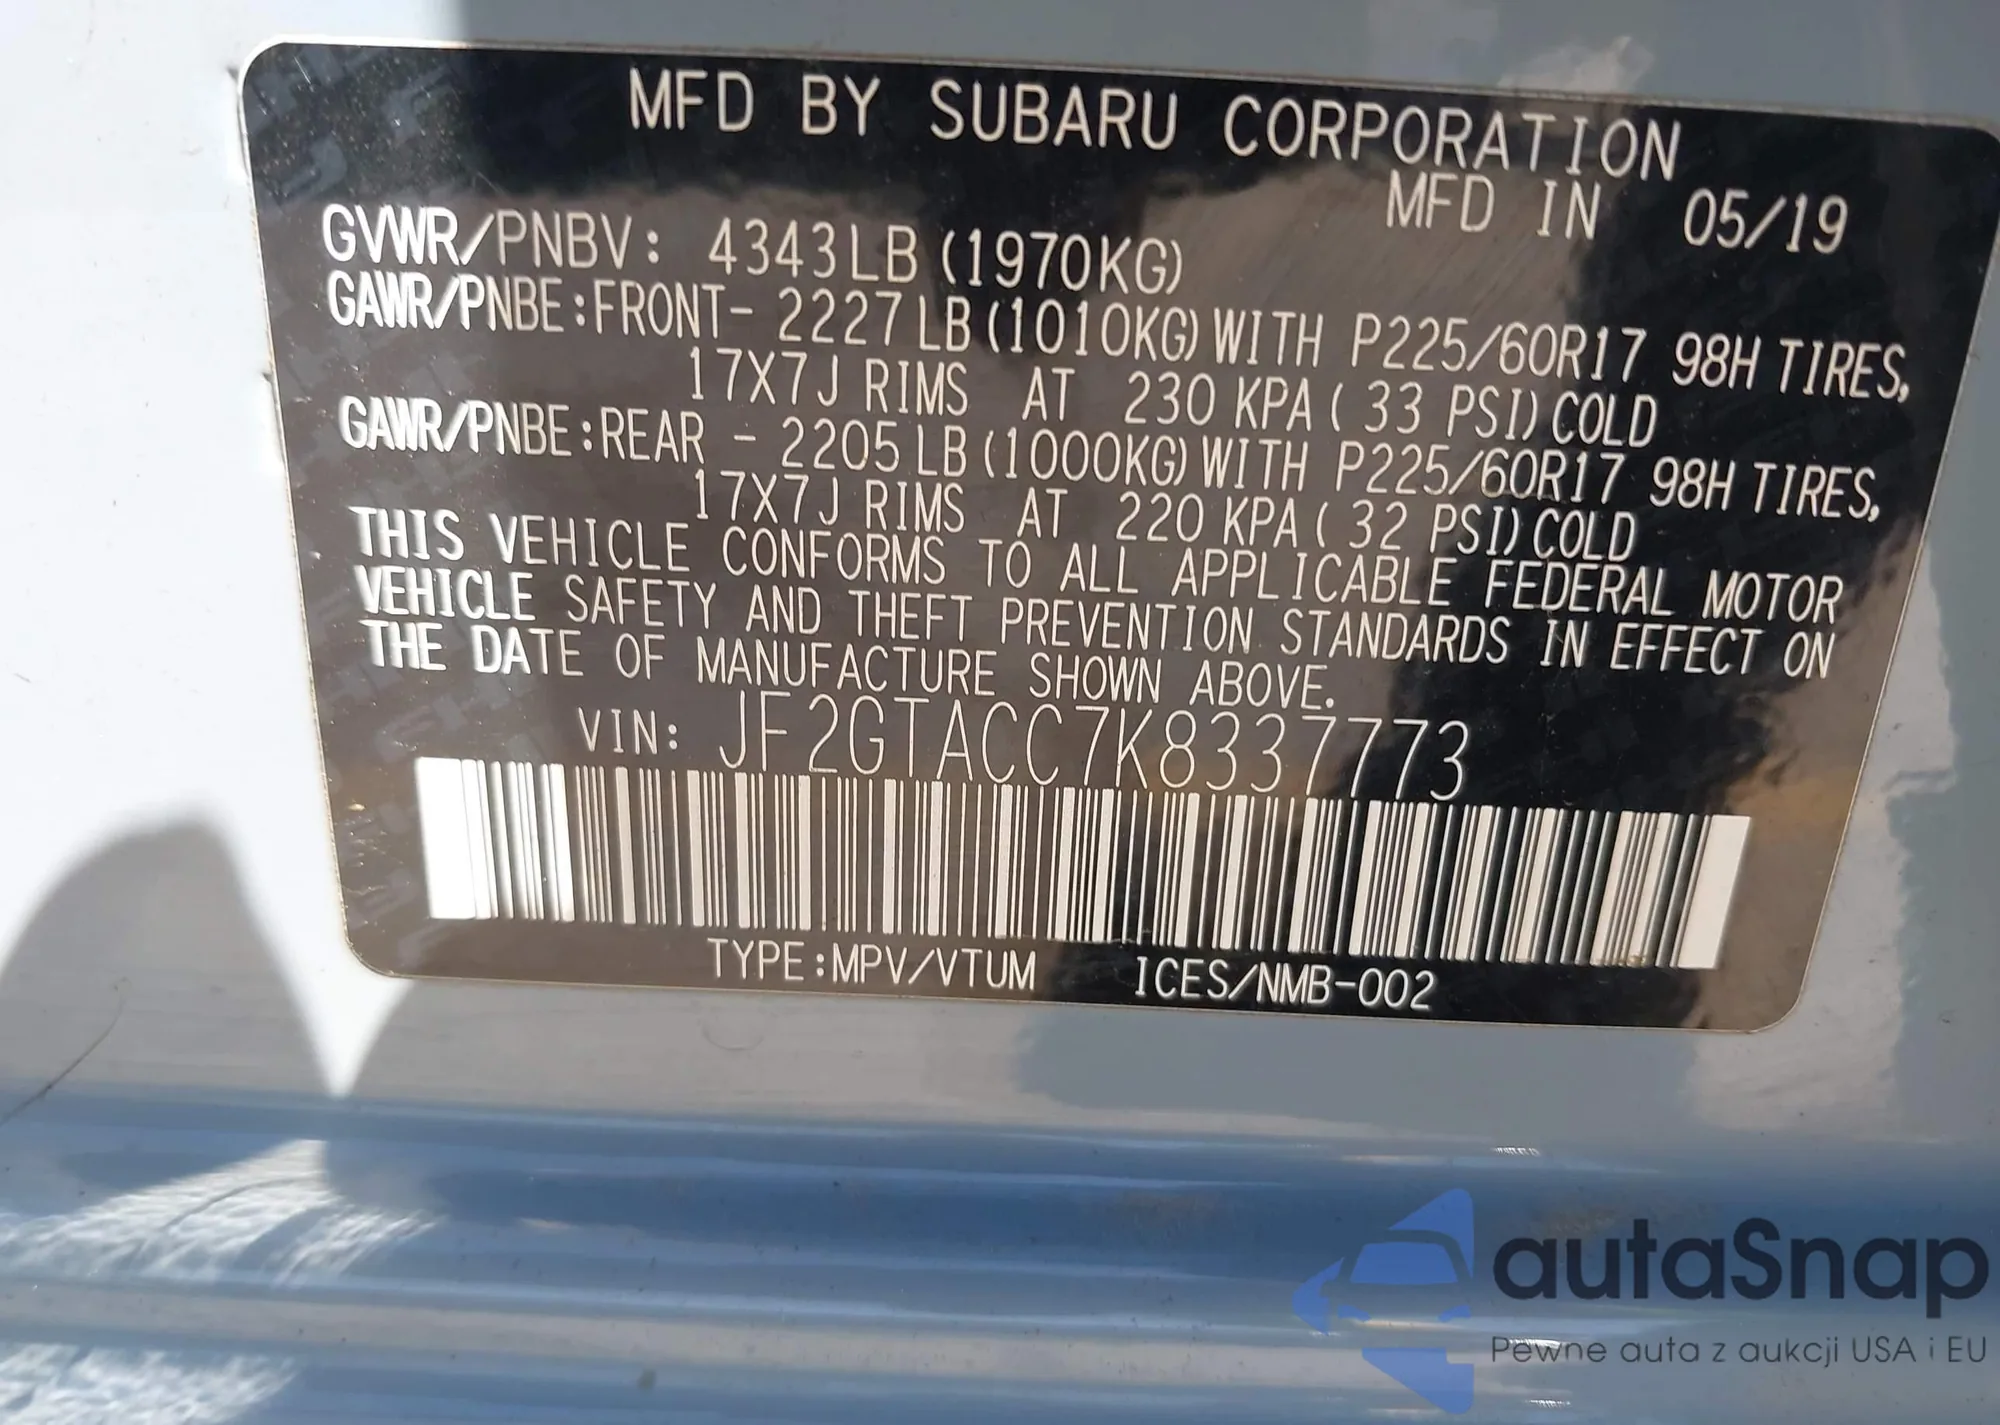 MFD BY SUBARU CORPORATION
MFD IN 05/19
GVWR/PNBV: 4343LB (1970KG)
GAWR/PNBE:FRONT- 2227LB(1010KG)WITH P225/60R17 98H TIRES,
17X7J RIMS AT 230 KPA( 33 PSI)COLD
GAWR/PNBE:REAR - 2205LB(1000KG)WITH P225/60R17 98H TIRES,
17X7J RIMS AT 220 KPA( 32 PSI)COLD
THIS VEHICLE CONFORMS TO ALL APPLICABLE FEDERAL MOTOR
VEHICLE SAFETY AND THEFT PREVENTION STANDARDS IN EFFECT ON
THE DATE OF MANUFACTURE SHOWN ABOVE.
VIN: JF2GTACC7K8337773
TYPE:MPV/VTUM ICES/NMB-002
autaSnap
Pewne auta z aukcji USA i EU